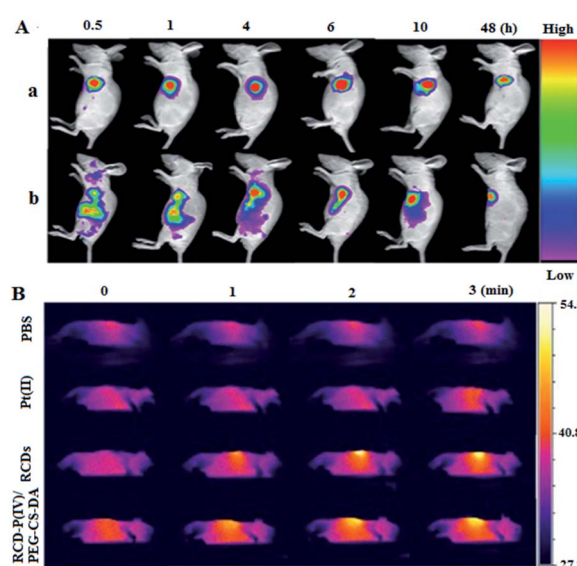 A 0.5 1 4 6 10 48 (h) High
a
b
Low
B 0 1 2 3 (min)
54.
PBS
Pt(II)
40.8
RCDs
RCD-P(IV)/
PEG-CS-DA